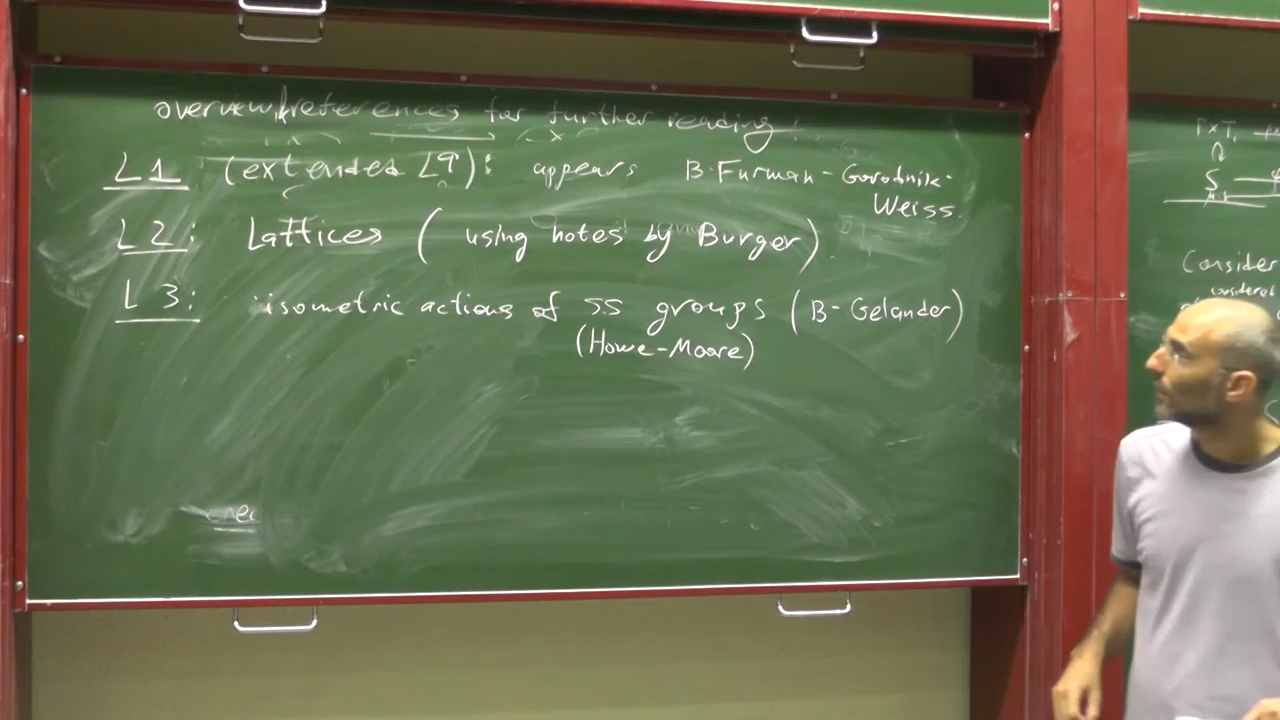 overview, references for further reading:
L1 (extended L9): appears B-Furman-Gorodnik-
Weiss.
L2: Lattices (using notes by Burger).
L3: isometric actions of SS groups (B-Gelander)
(Howe-Moore)
Γ×T,
S
Consider